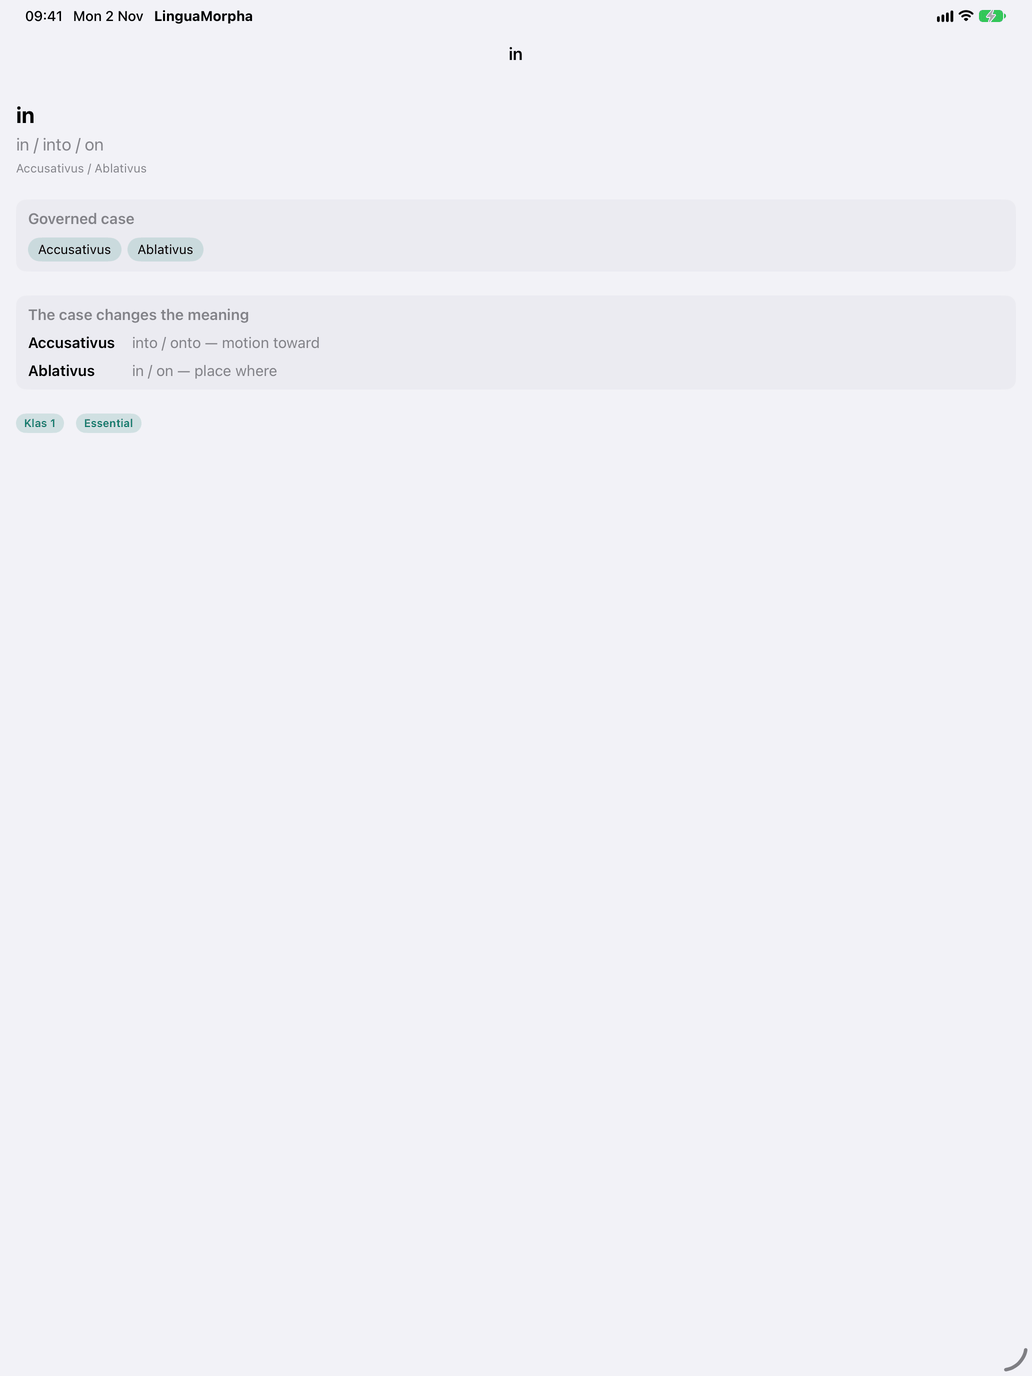 09:41 Mon 2 Nov LinguaMorpha
in
in
in / into / on
Accusativus / Ablativus
Governed case
Accusativus Ablativus
The case changes the meaning
Accusativus into / onto — motion toward
Ablativus in / on — place where
Klas 1 Essential